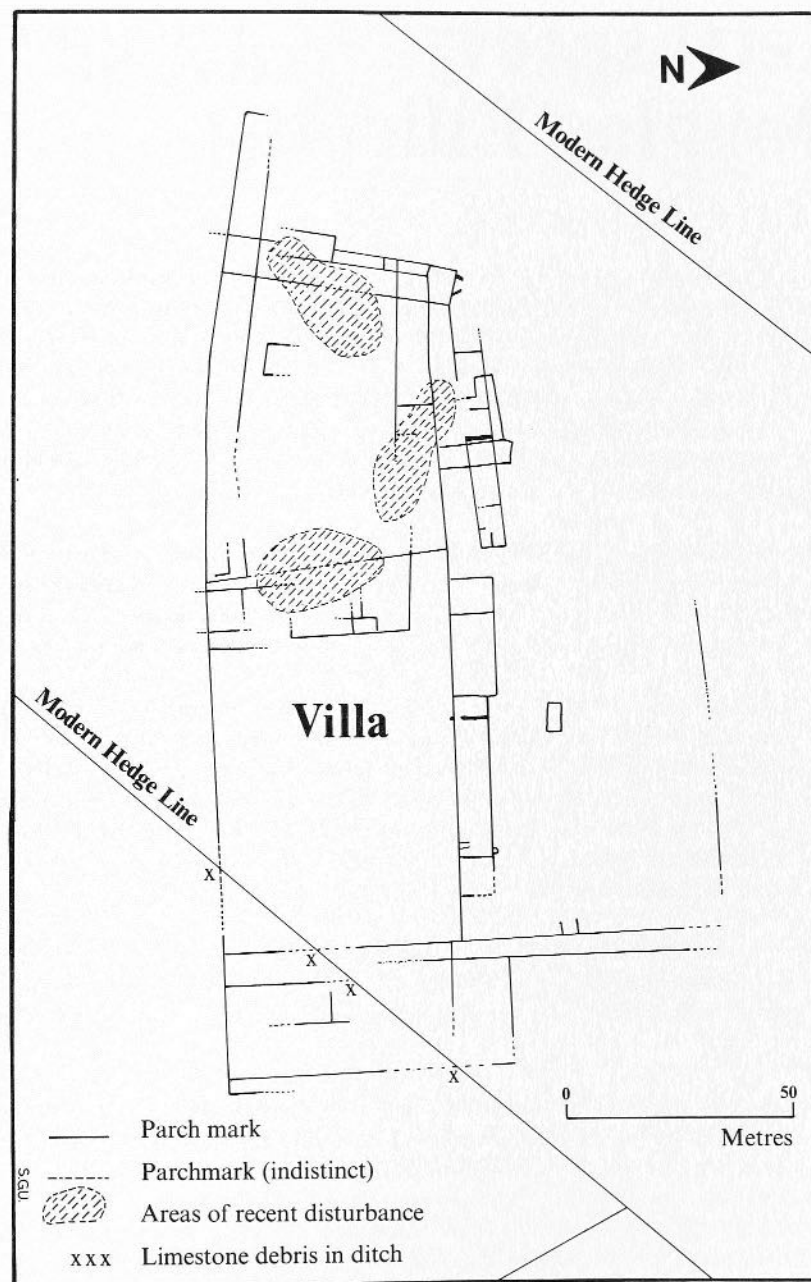 N
Modern Hedge Line
Modern Hedge Line
Villa
x
x
x
x
0 50
Metres
Parch mark
Parchmark (indistinct)
Areas of recent disturbance
xxx Limestone debris in ditch
S.G.U.